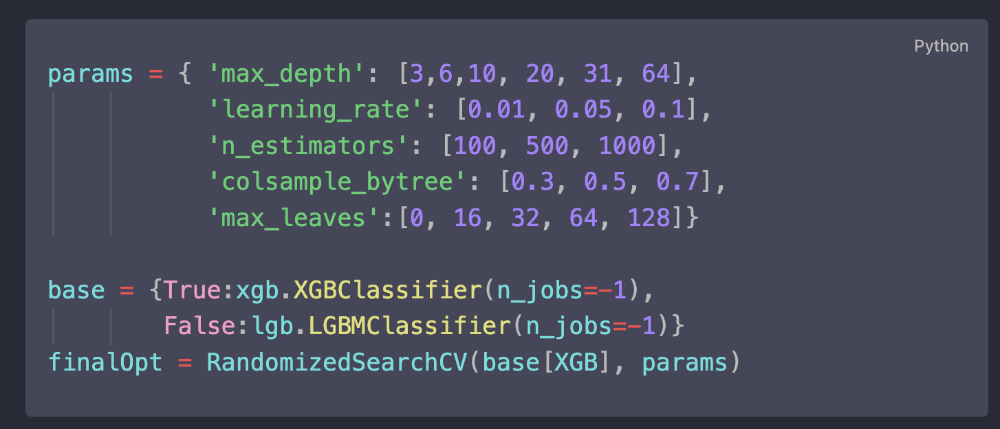 Python
params = { 'max_depth': [3,6,10, 20, 31, 64],
'learning_rate': [0.01, 0.05, 0.1],
'n_estimators': [100, 500, 1000],
'colsample_bytree': [0.3, 0.5, 0.7],
'max_leaves':[0, 16, 32, 64, 128]}
base = {True:xgb.XGBClassifier(n_jobs=-1),
False:lgb.LGBMClassifier(n_jobs=-1)}
finalOpt = RandomizedSearchCV(base[XGB], params)